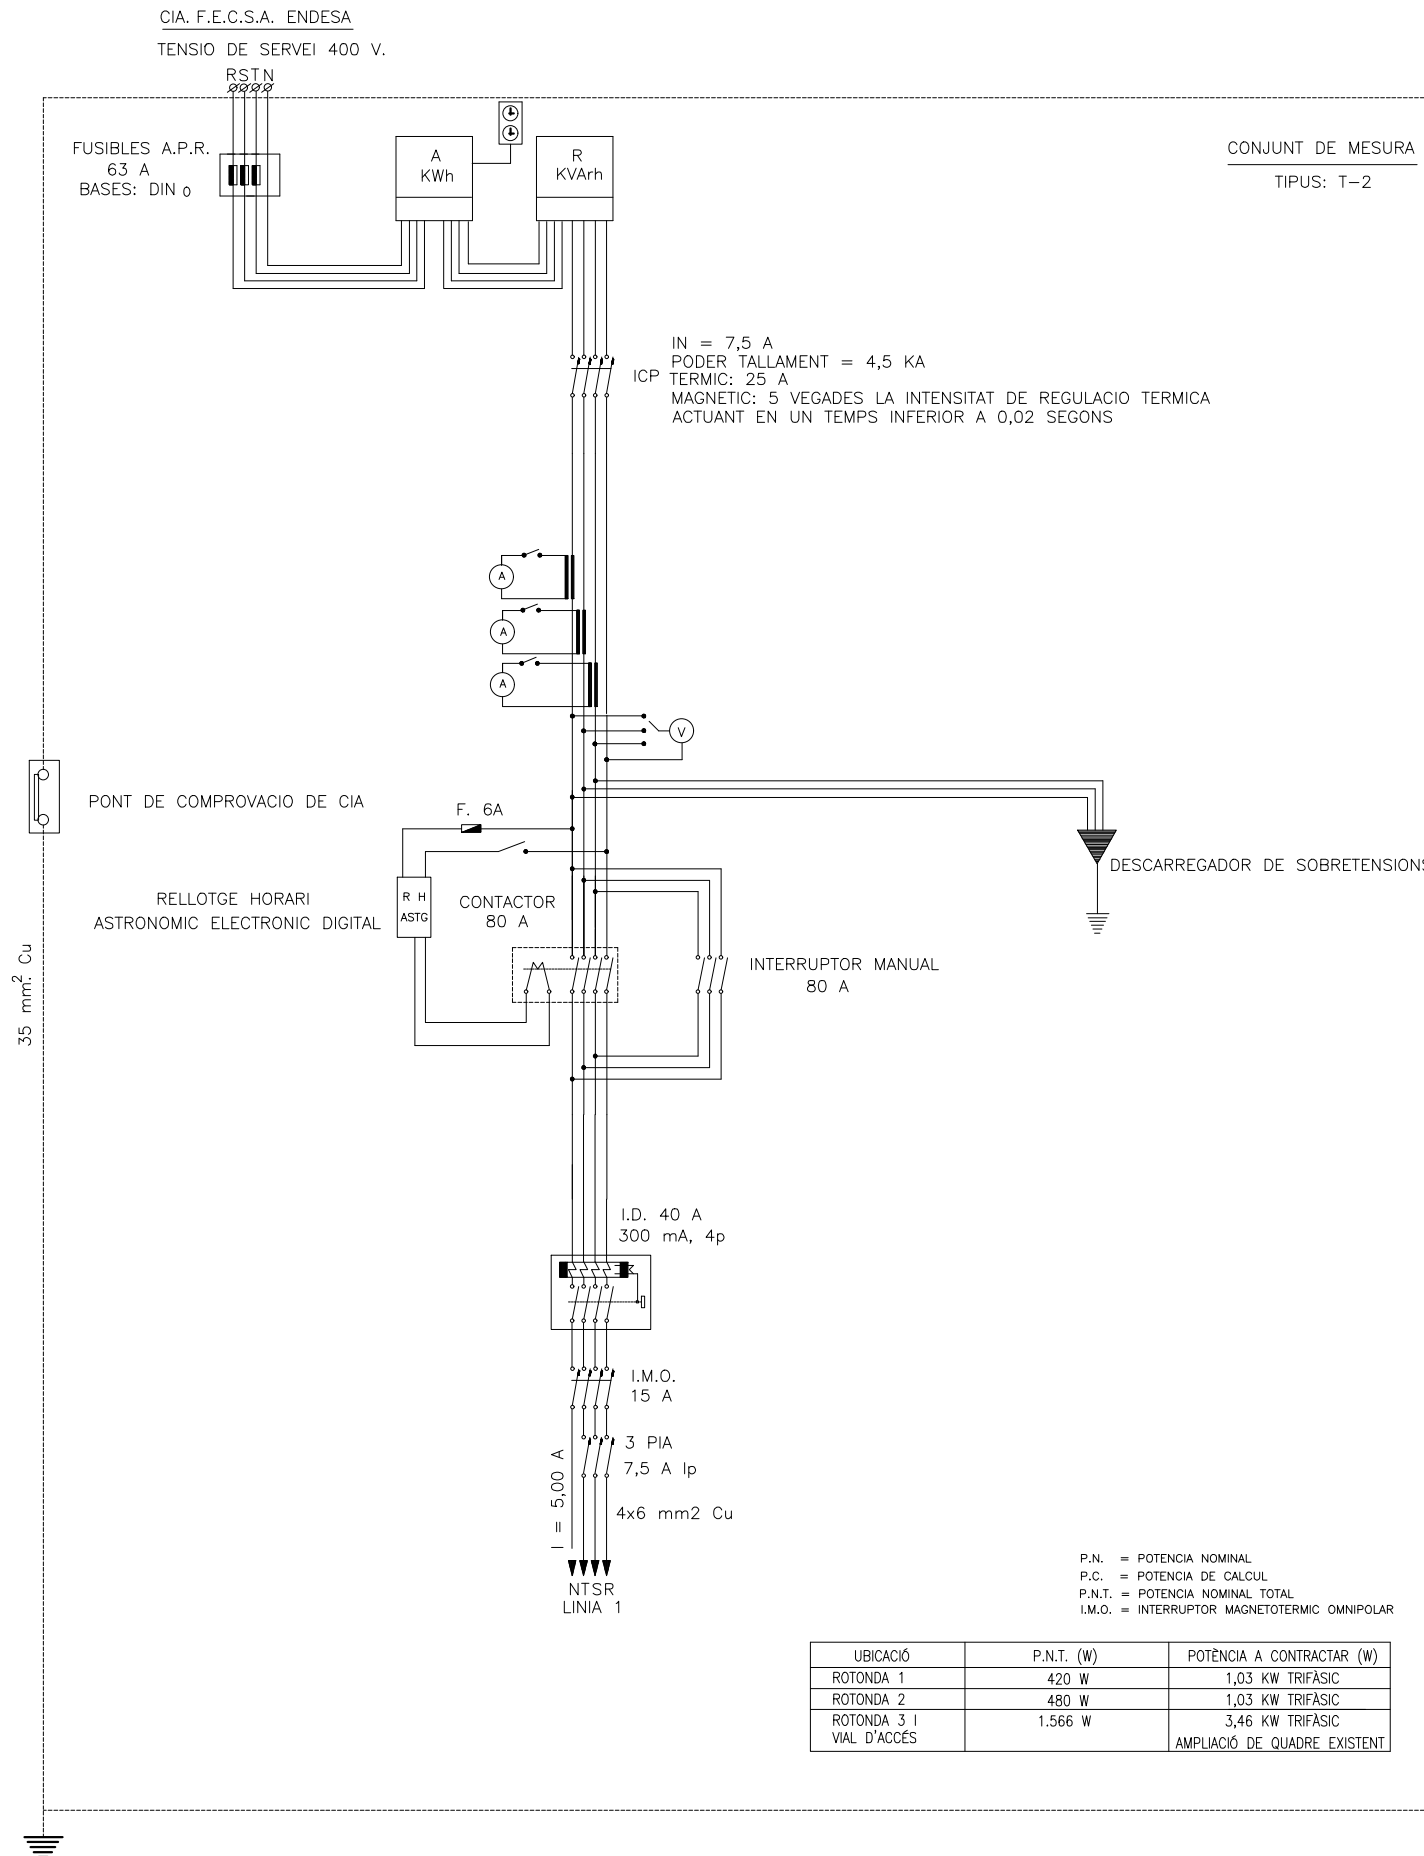 CIA. F.E.C.S.A. ENDESA
TENSIO DE SERVEI 400 V.
RSTN
FUSIBLES A.P.R.
63 A
BASES: DIN 0
A
KWh
R
KVArh
CONJUNT DE MESURA
TIPUS: T-2
IN = 7,5 A
PODER TALLAMENT = 4,5 KA
ICP TERMIC: 25 A
MAGNETIC: 5 VEGADES LA INTENSITAT DE REGULACIO TERMICA
ACTUANT EN UN TEMPS INFERIOR A 0,02 SEGONS
A
A
A
V
PONT DE COMPROVACIO DE CIA
F. 6A
DESCARREGADOR DE SOBRETENSIONS
RELLOTGE HORARI
ASTRONOMIC ELECTRONIC DIGITAL
R H
ASTG
CONTACTOR
80 A
INTERRUPTOR MANUAL
80 A
35 mm². Cu
I.D. 40 A
300 mA, 4p
I.M.O.
15 A
3 PIA
7,5 A Ip
I = 5,00 A
4x6 mm2 Cu
NTSR
LINIA 1
P.N. = POTENCIA NOMINAL
P.C. = POTENCIA DE CALCUL
P.N.T. = POTENCIA NOMINAL TOTAL
I.M.O. = INTERRUPTOR MAGNETOTERMIC OMNIPOLAR
UBICACIÓ P.N.T. (W) POTÈNCIA A CONTRACTAR (W)
ROTONDA 1 420 W 1,03 KW TRIFÀSIC
ROTONDA 2 480 W 1,03 KW TRIFÀSIC
ROTONDA 3 I 1.566 W 3,46 KW TRIFÀSIC
VIAL D'ACCÉS AMPLIACIÓ DE QUADRE EXISTENT